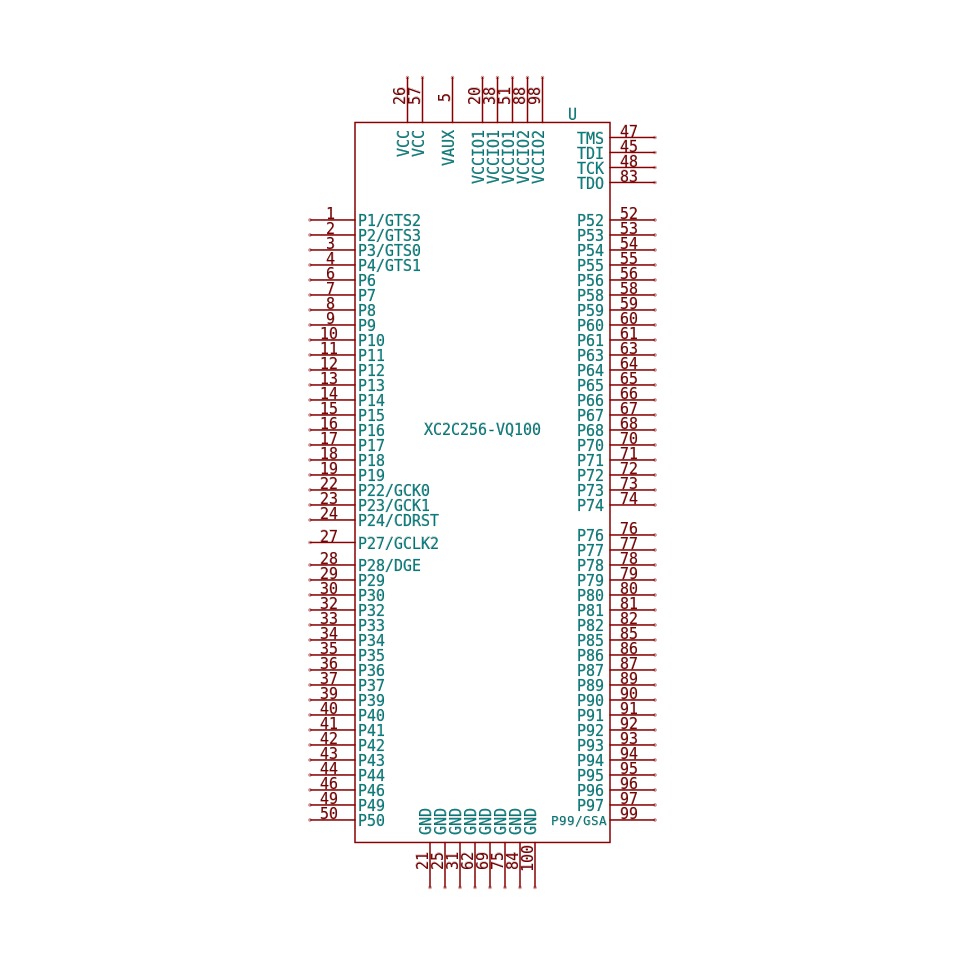 26 57 5 20 38 51 88 98
U
VCC VCC VAUX VCCIO1 VCCIO1 VCCIO1 VCCIO2 VCCIO2
TMS 47
TDI 45
TCK 48
TDO 83
1 P1/GTS2 P52 52
2 P2/GTS3 P53 53
3 P3/GTS0 P54 54
4 P4/GTS1 P55 55
6 P6 P56 56
7 P7 P58 58
8 P8 P59 59
9 P9 P60 60
10 P10 P61 61
11 P11 P63 63
12 P12 P64 64
13 P13 P65 65
14 P14 P66 66
15 P15 P67 67
16 P16 XC2C256-VQ100 P68 68
17 P17 P70 70
18 P18 P71 71
19 P19 P72 72
22 P22/GCK0 P73 73
23 P23/GCK1 P74 74
24 P24/CDRST
P76 76
27 P27/GCLK2 P77 77
28 P28/DGE P78 78
29 P29 P79 79
30 P30 P80 80
32 P32 P81 81
33 P33 P82 82
34 P34 P85 85
35 P35 P86 86
36 P36 P87 87
37 P37 P89 89
39 P39 P90 90
40 P40 P91 91
41 P41 P92 92
42 P42 P93 93
43 P43 P94 94
44 P44 P95 95
46 P46 P96 96
49 P49 P97 97
50 P50 P99/GSA 99
GND GND GND GND GND GND GND GND
21 25 31 62 69 75 84 100